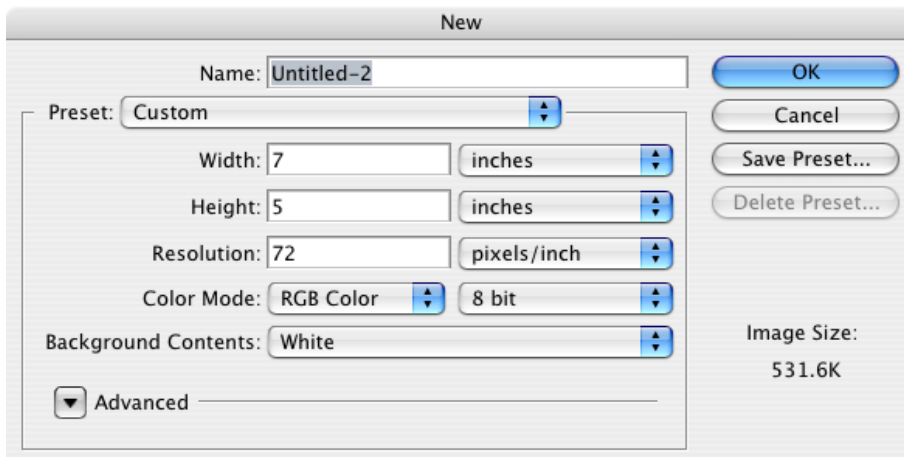 New
Name: Untitled-2
OK
Preset: Custom
Cancel
Width: 7 inches
Save Preset...
Height: 5 inches
Delete Preset...
Resolution: 72 pixels/inch
Color Mode: RGB Color 8 bit
Background Contents: White
Image Size:
531.6K
Advanced